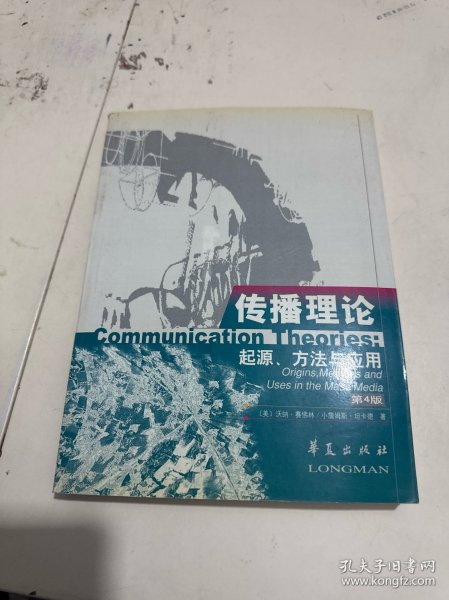 传播理论
Communication Theories:
起源、方法与应用
Origins, Methods and
Uses in the Mass Media
第4版
（美）沃纳·赛佛林/小詹姆斯·坦卡德 著
华夏出版社
LONGMAN
孔夫子旧书网
www.kongfz.com